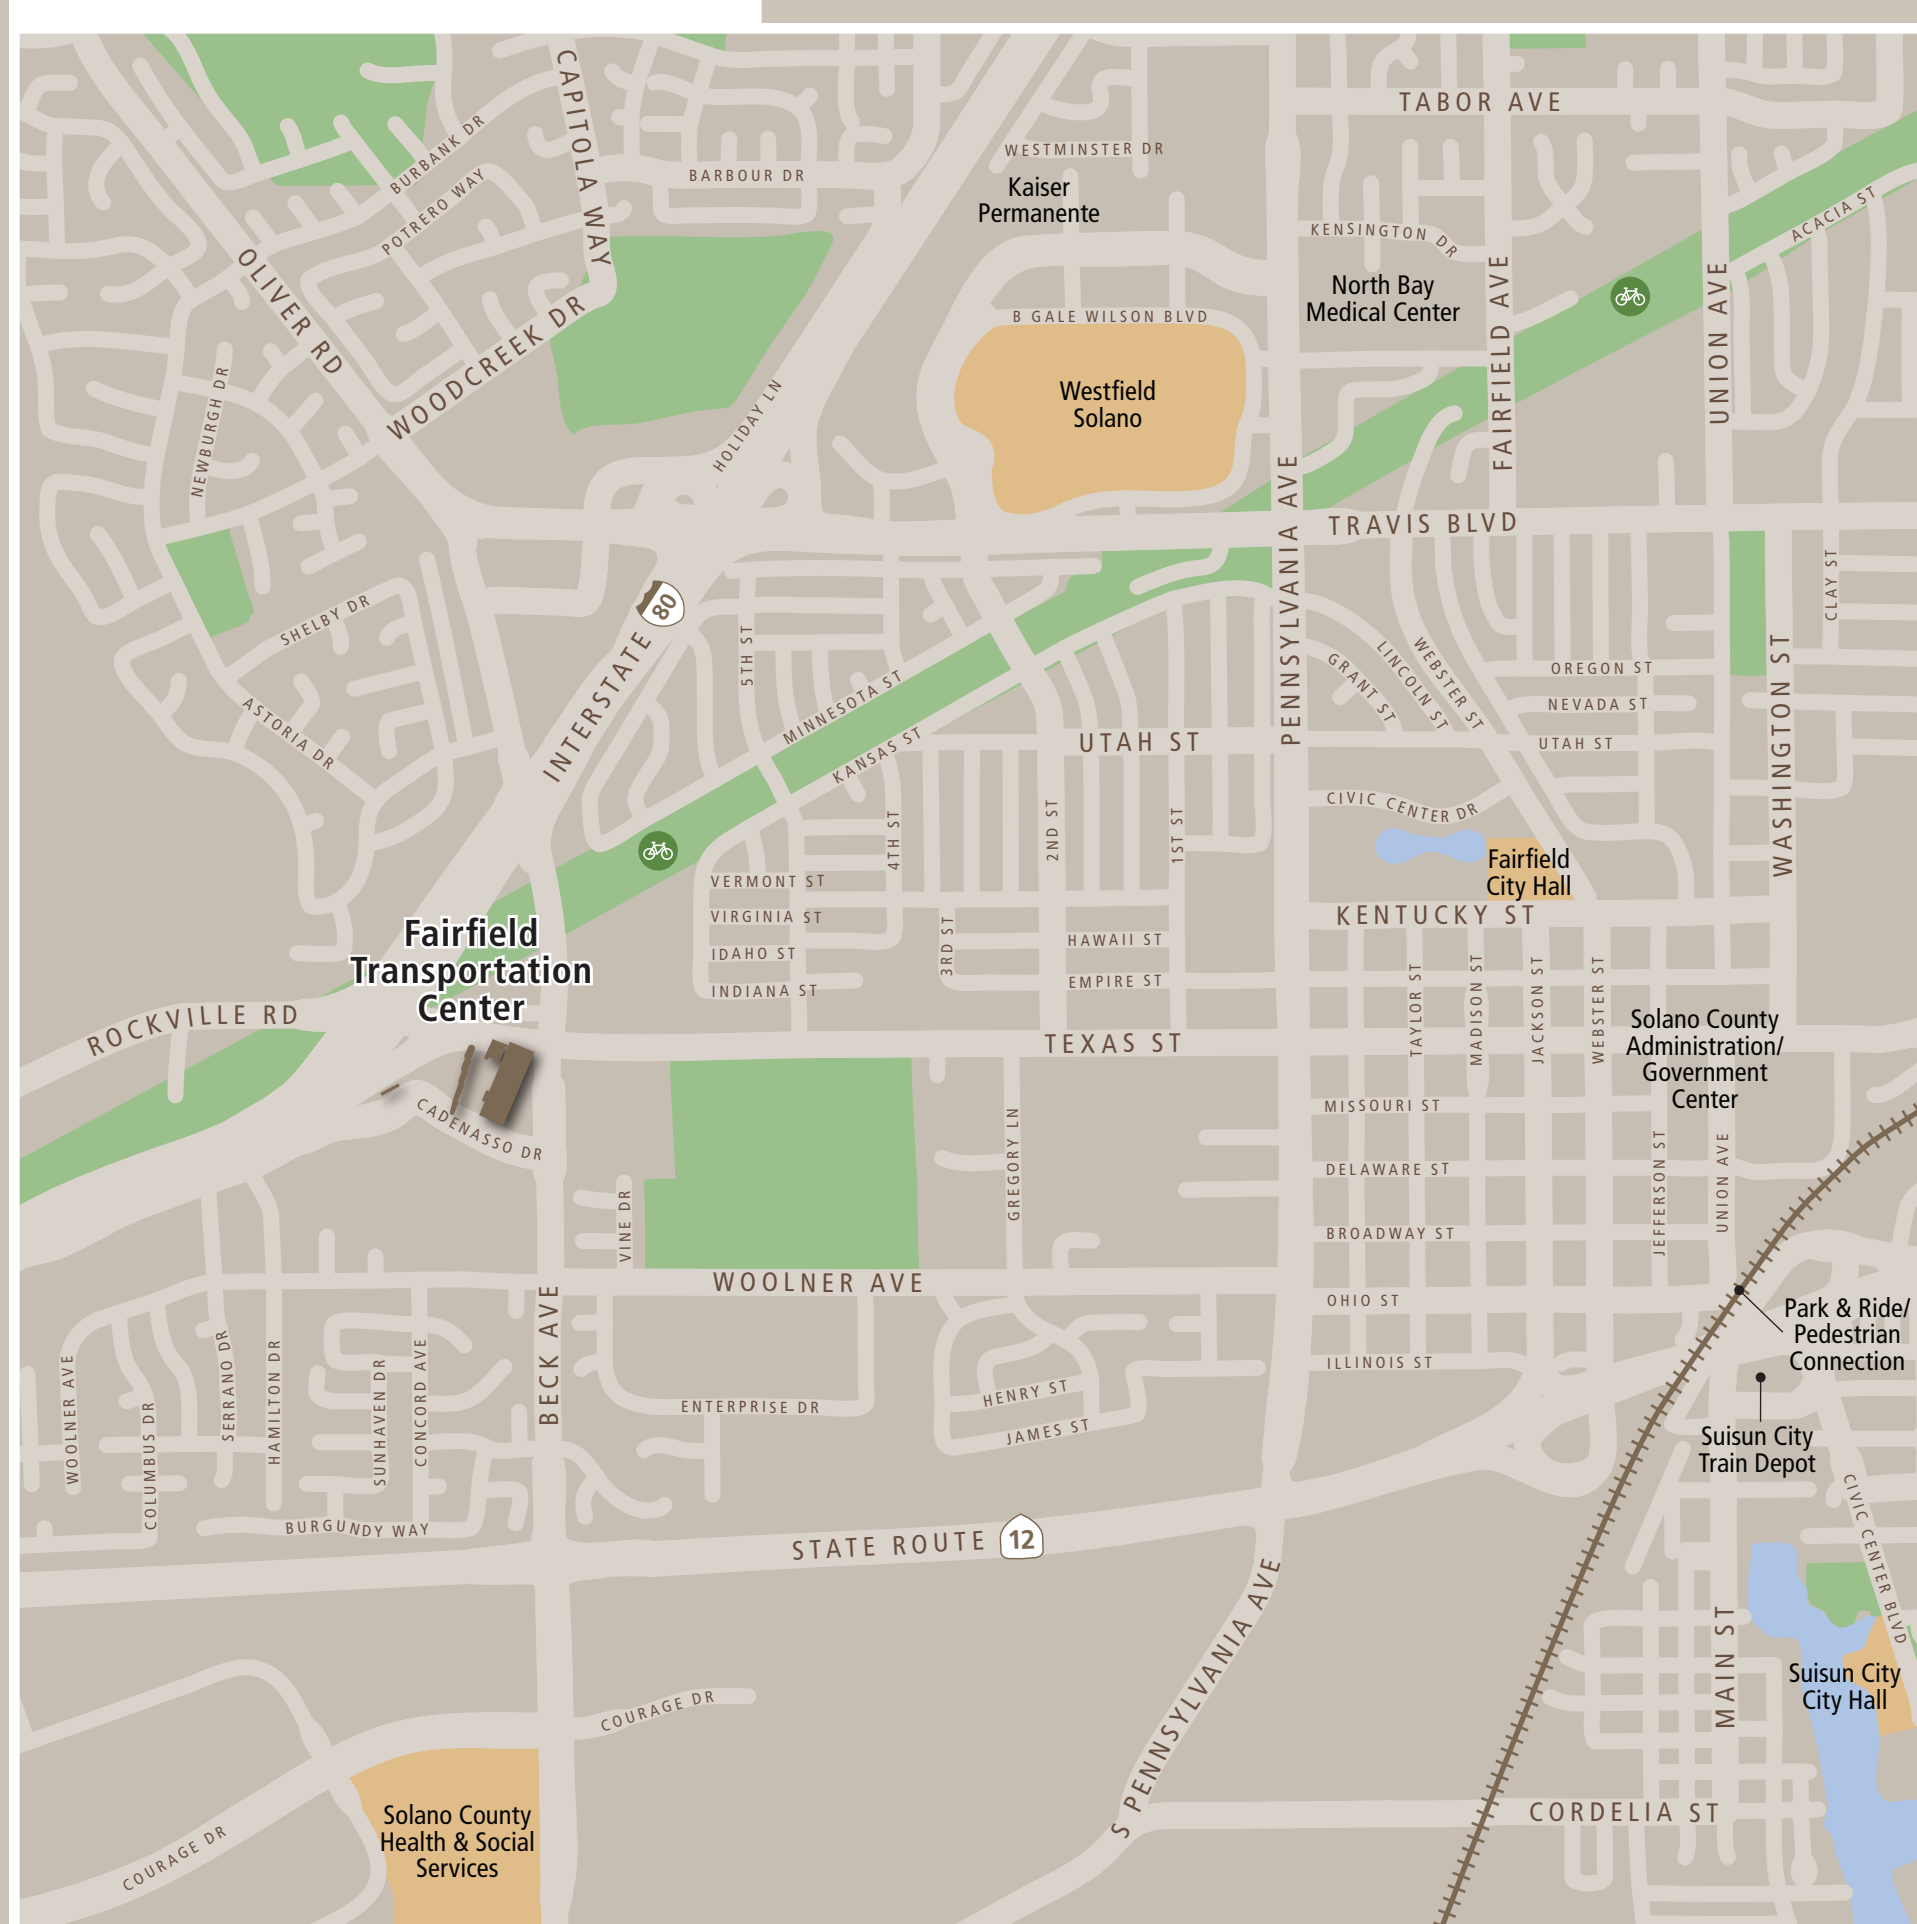 CAPITOLA WAY
TABOR AVE
BURBANK DR
WESTMINSTER DR
BARBOUR DR
POTRERO WAY
Kaiser
Permanente
ACACIA ST
KENSINGTON DR
OLIVER RD
North Bay
Medical Center
FAIRFIELD AVE
UNION AVE
B GALE WILSON BLVD
WOODCREEK DR
NEWBURGH DR
HOLIDAY LN
Westfield
Solano
PENNSYLVANIA AVE
TRAVIS BLVD
CLAY ST
INTERSTATE
80
SHELBY DR
5TH ST
MINNESOTA ST
GRANT ST
LINCOLN ST
WEBSTER ST
OREGON ST
NEVADA ST
WASHINGTON ST
ASTORIA DR
KANSAS ST
UTAH ST
UTAH ST
CIVIC CENTER DR
4TH ST
2ND ST
1ST ST
Fairfield
City Hall
VERMONT ST
VIRGINIA ST
KENTUCKY ST
Fairfield
Transportation
Center
IDAHO ST
3RD ST
HAWAII ST
INDIANA ST
EMPIRE ST
TAYLOR ST
MADISON ST
JACKSON ST
WEBSTER ST
ROCKVILLE RD
TEXAS ST
Solano County
Administration/
Government
Center
CADENASSO DR
MISSOURI ST
GREGORY LN
DELAWARE ST
JEFFERSON ST
UNION AVE
VINE DR
BROADWAY ST
WOOLNER AVE
OHIO ST
Park & Ride/
Pedestrian
Connection
BECK AVE
ILLINOIS ST
WOOLNER AVE
COLUMBUS DR
SERRANO DR
HAMILTON DR
SUNHAVEN DR
CONCORD AVE
ENTERPRISE DR
HENRY ST
JAMES ST
Suisun City
Train Depot
CIVIC CENTER BLVD
BURGUNDY WAY
STATE ROUTE
12
S PENNSYLVANIA AVE
MAIN ST
Suisun City
City Hall
COURAGE DR
CORDELIA ST
Solano County
Health & Social
Services
COURAGE DR